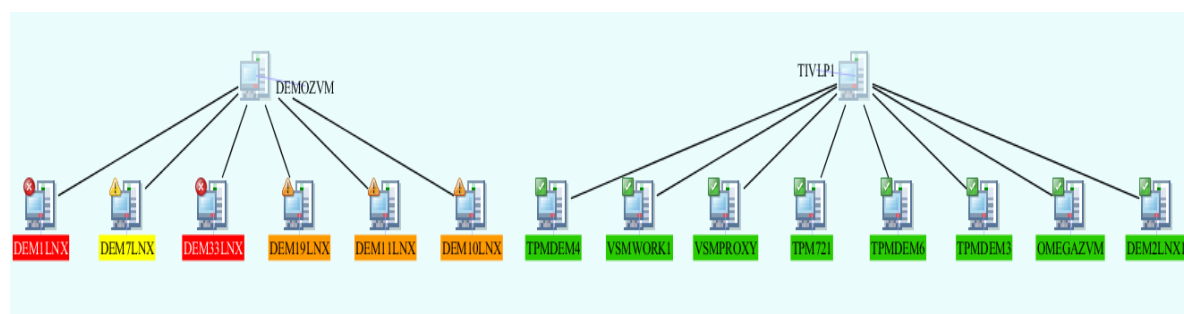 DEMOZVM
TIVLP1
DEM1LNX
DEM7LNX
DEM33LNX
DEM19LNX
DEM11LNX
DEM10LNX
TPMDEM4
VSMWORK1
VSMPROXY
TPM721
TPMDEM6
TPMDEM3
OMEGAZVM
DEM2LNX1